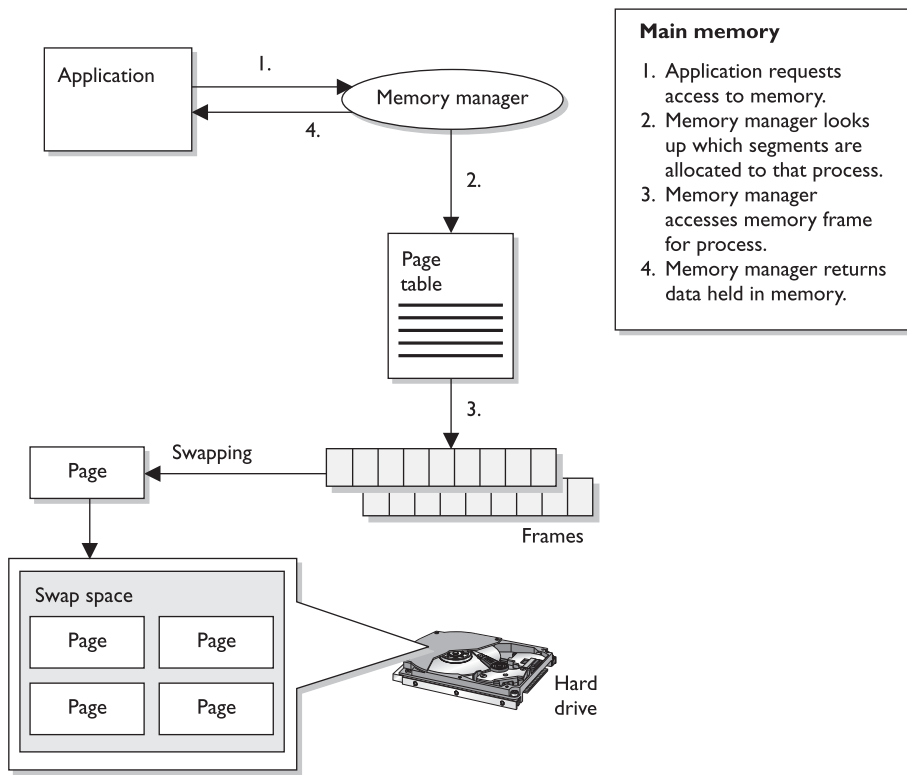 Application
1.
Memory manager
4.
2.
Page
table
3.
Swapping
Page
Frames
Swap space
Page
Page
Page
Page
Hard
drive
Main memory
1. Application requests
access to memory.
2. Memory manager looks
up which segments are
allocated to that process.
3. Memory manager
accesses memory frame
for process.
4. Memory manager returns
data held in memory.